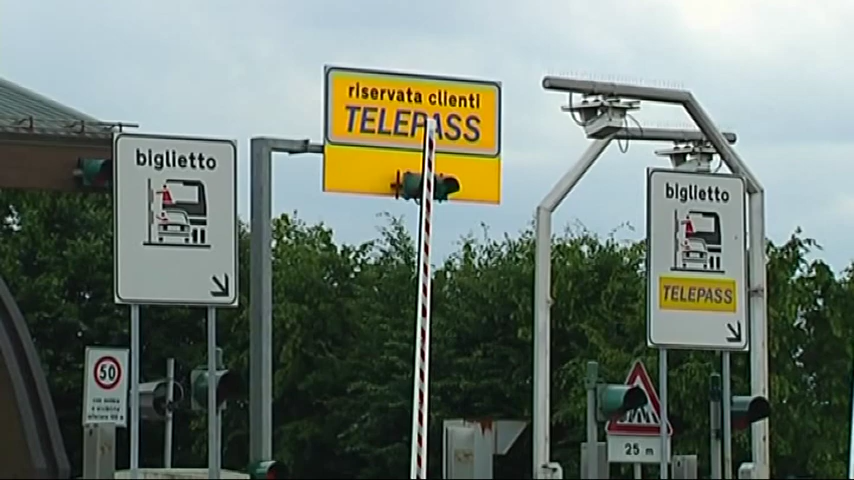 biglietto
50
riservata clienti
TELEPASS
biglietto
TELEPASS
25 m